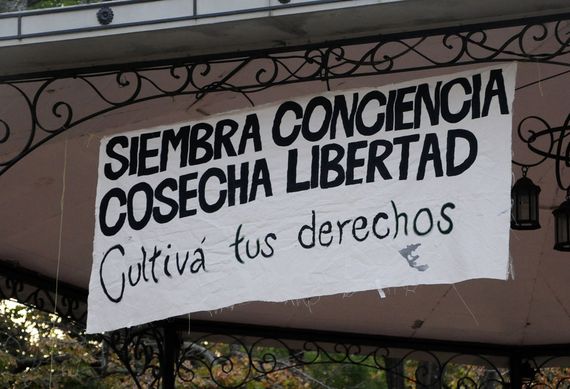 SIEMBRA CONCIENCIA
COSECHA LIBERTAD
Cultivá tus derechos